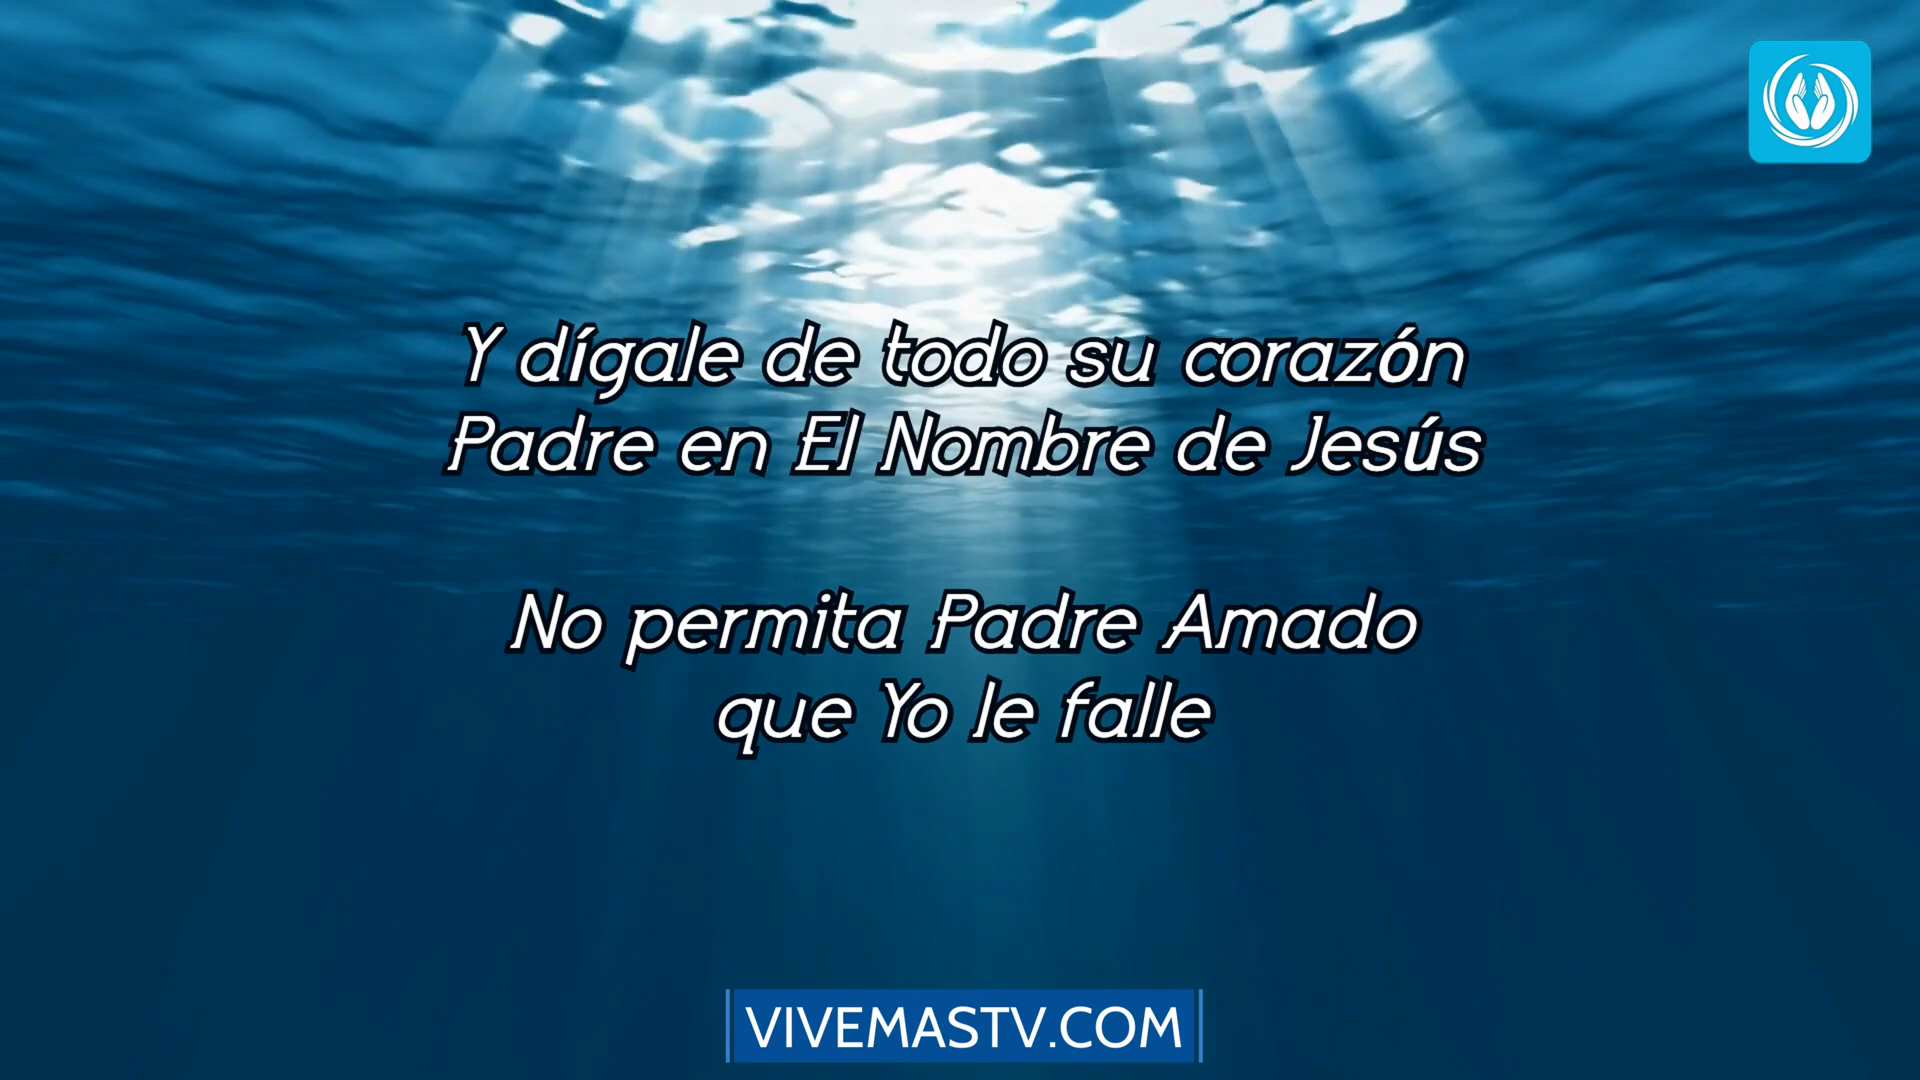 Y dígale de todo su corazón
Padre en El Nombre de Jesús
No permita Padre Amado
que Yo le falle
VIVEMASTV.COM